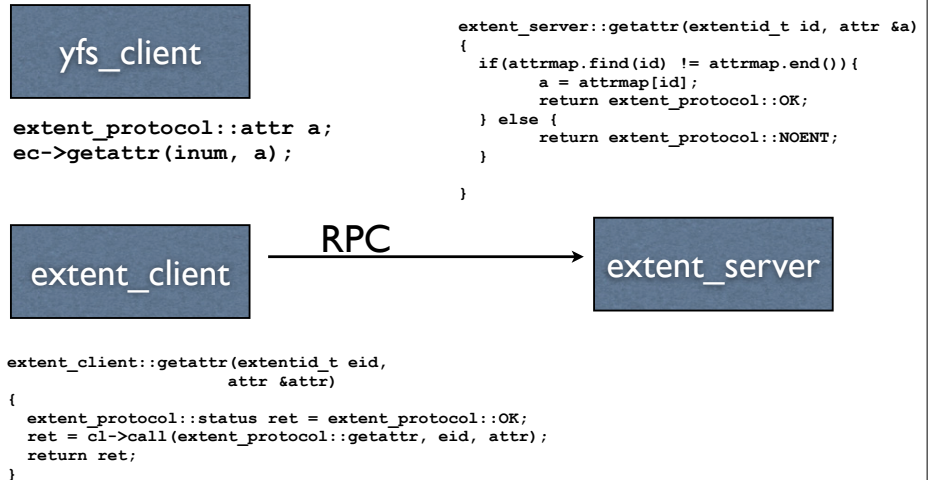 yfs_client
extent_protocol::attr a;
ec->getattr(inum, a);
extent_server::getattr(extentid_t id, attr &a)
{
  if(attrmap.find(id) != attrmap.end()){
        a = attrmap[id];
        return extent_protocol::OK;
  } else {
        return extent_protocol::NOENT;
  }
}
extent_client
RPC
extent_server
extent_client::getattr(extentid_t eid,
                       attr &attr)
{
  extent_protocol::status ret = extent_protocol::OK;
  ret = cl->call(extent_protocol::getattr, eid, attr);
  return ret;
}